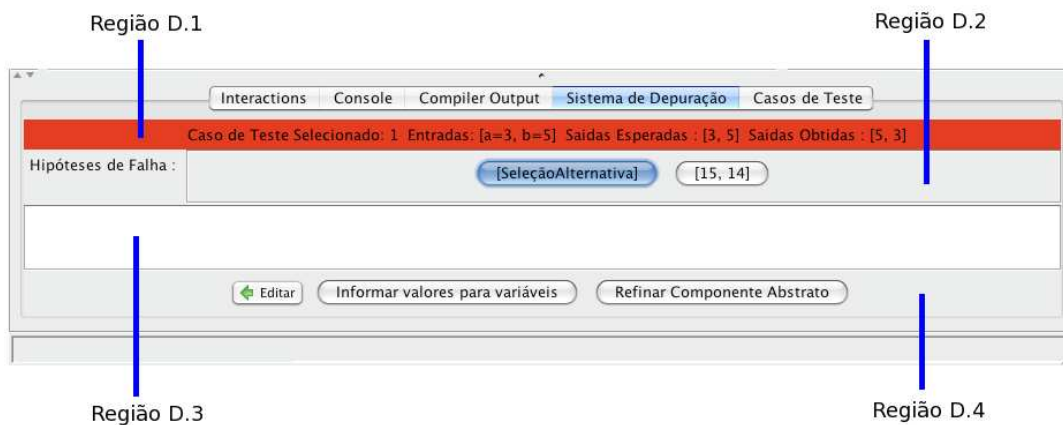 Região D.1
Região D.2
Interactions Console Compiler Output Sistema de Depuração Casos de Teste
Caso de Teste Selecionado: 1 Entradas: [a=3, b=5] Saidas Esperadas : [3, 5] Saidas Obtidas : [5, 3]
Hipóteses de Falha :
[SeleçãoAlternativa] [15, 14]
Editar Informar valores para variáveis Refinar Componente Abstrato
Região D.3
Região D.4